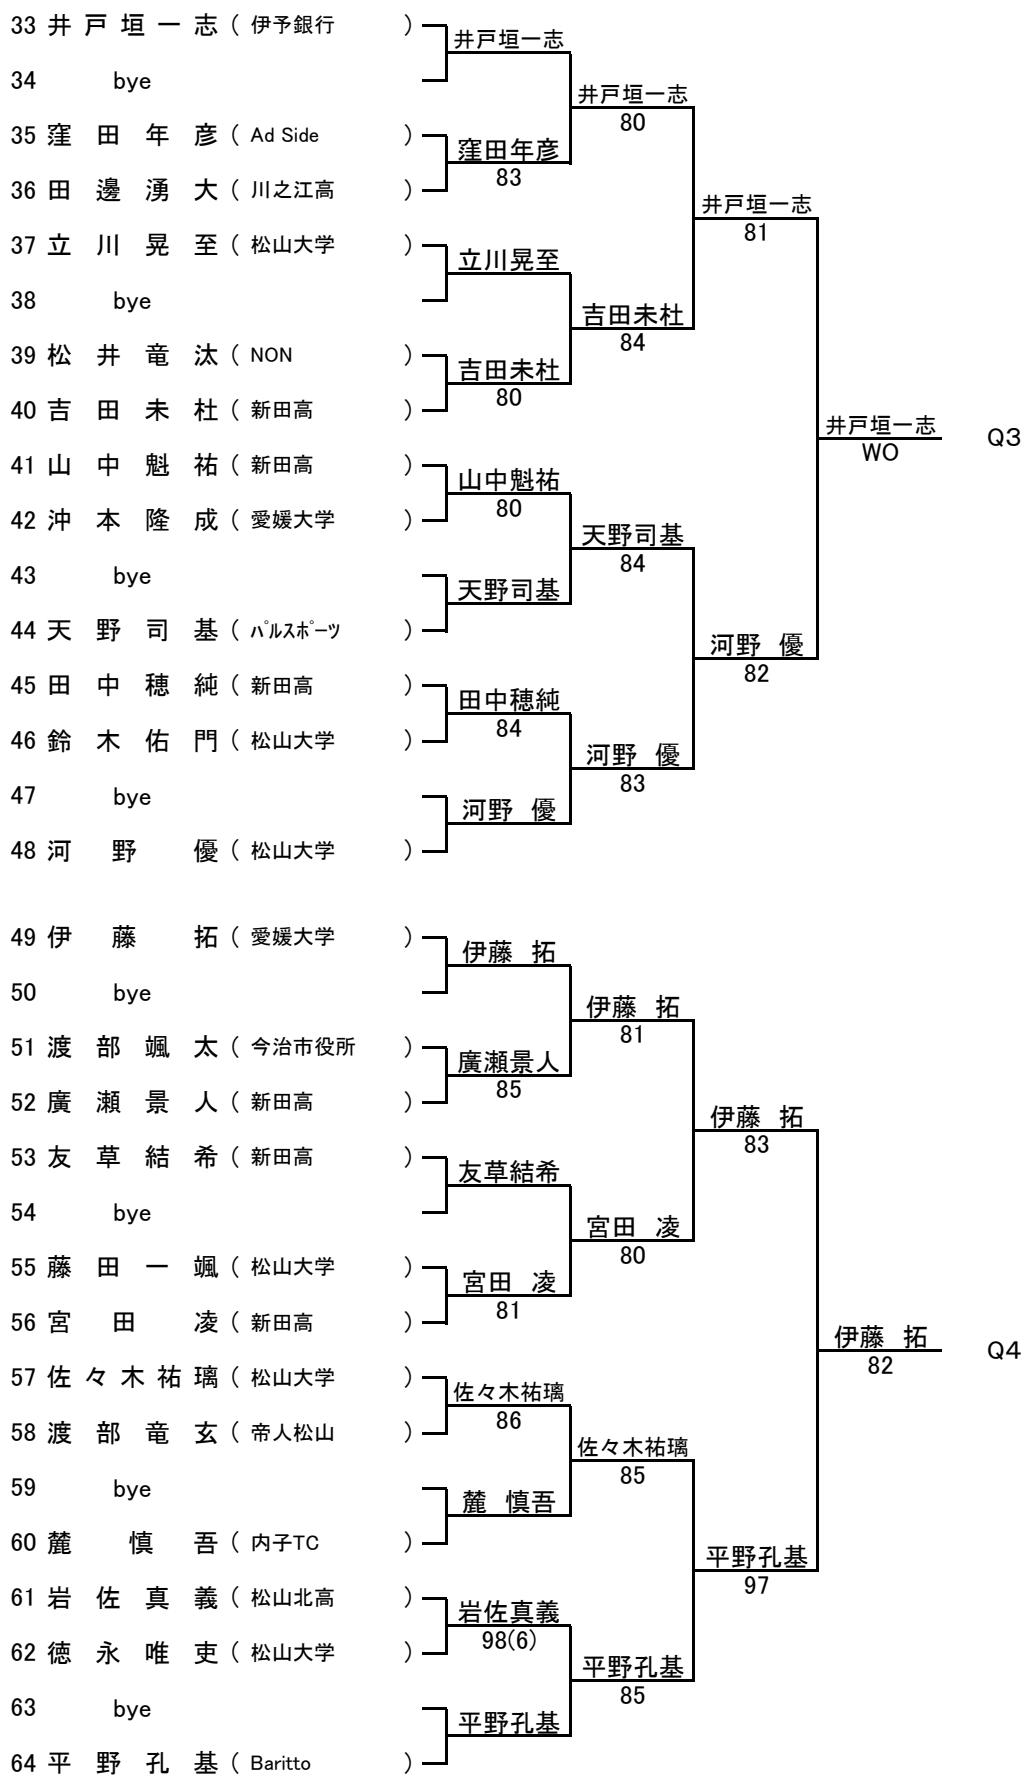 33 井戸垣一志 ( 伊予銀行 )
井戸垣一志
34 bye
井戸垣一志
80
35 窪田年彦 ( Ad Side )
窪田年彦
83
36 田邊湧大 ( 川之江高 )
井戸垣一志
81
37 立川晃至 ( 松山大学 )
立川晃至
38 bye
吉田未杜
84
39 松井竜汰 ( NON )
吉田未杜
80
40 吉田未杜 ( 新田高 )
井戸垣一志
WO
Q3
41 山中魁祐 ( 新田高 )
山中魁祐
80
42 沖本隆成 ( 愛媛大学 )
天野司基
84
43 bye
天野司基
44 天野司基 ( パルスポーツ )
河野 優
82
45 田中穂純 ( 新田高 )
田中穂純
84
46 鈴木佑門 ( 松山大学 )
河野 優
83
47 bye
河野 優
48 河野優 ( 松山大学 )
49 伊藤拓 ( 愛媛大学 )
伊藤 拓
50 bye
伊藤 拓
81
51 渡部颯太 ( 今治市役所 )
廣瀬景人
85
52 廣瀬景人 ( 新田高 )
伊藤 拓
83
53 友草結希 ( 新田高 )
友草結希
54 bye
宮田 凌
80
55 藤田一颯 ( 松山大学 )
宮田 凌
81
56 宮田凌 ( 新田高 )
伊藤 拓
82
Q4
57 佐々木祐璃 ( 松山大学 )
佐々木祐璃
86
58 渡部竜玄 ( 帝人松山 )
佐々木祐璃
85
59 bye
麓 慎吾
60 麓慎吾 ( 内子TC )
平野孔基
97
61 岩佐真義 ( 松山北高 )
岩佐真義
98(6)
62 徳永唯吏 ( 松山大学 )
平野孔基
85
63 bye
平野孔基
64 平野孔基 ( Baritto )